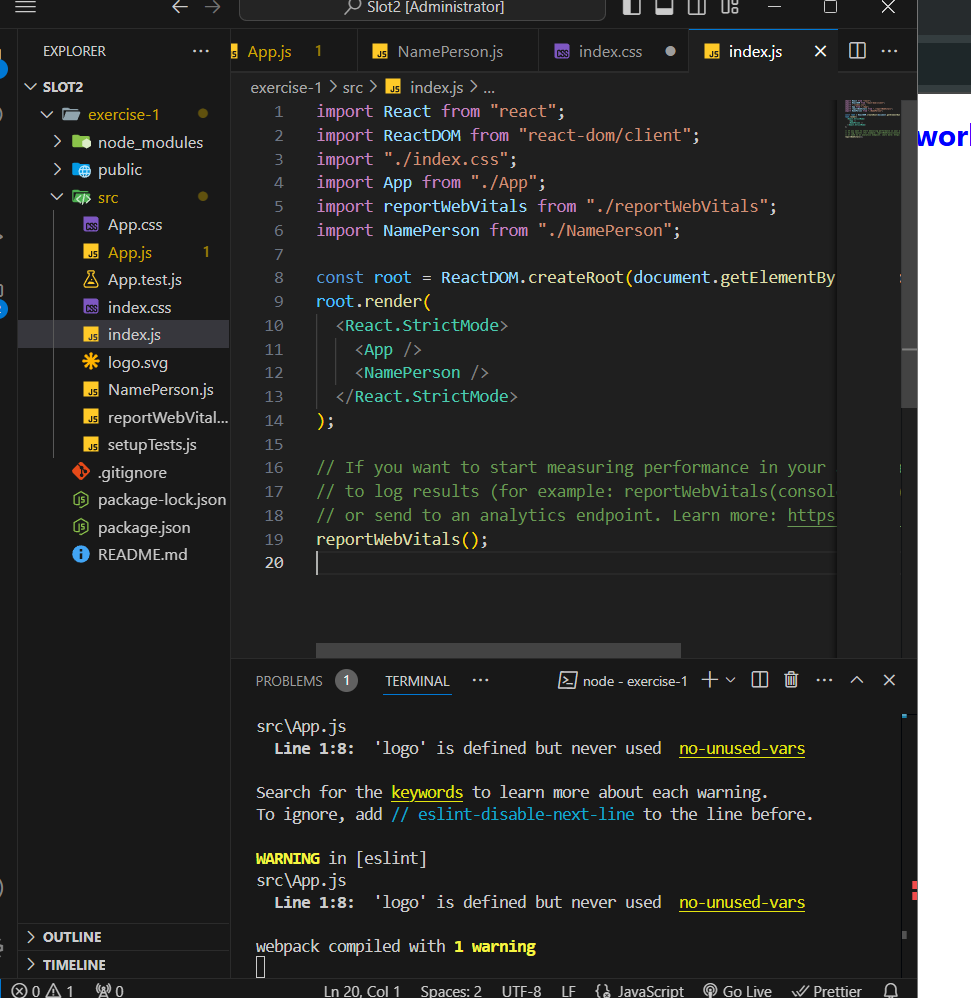 Slot2 [Administrator]
EXPLORER
App.js 1
NamePerson.js
index.css
index.js
SLOT2
exercise-1
node_modules
public
src
App.css
App.js 1
App.test.js
index.css
index.js
logo.svg
NamePerson.js
reportWebVital...
setupTests.js
.gitignore
package-lock.json
package.json
README.md
OUTLINE
TIMELINE
exercise-1 > src > index.js > ...
1 import React from "react";
2 import ReactDOM from "react-dom/client";
3 import "./index.css";
4 import App from "./App";
5 import reportWebVitals from "./reportWebVitals";
6 import NamePerson from "./NamePerson";
7
8 const root = ReactDOM.createRoot(document.getElementBy
9 root.render(
10 <React.StrictMode>
11 <App />
12 <NamePerson />
13 </React.StrictMode>
14 );
15
16 // If you want to start measuring performance in your
17 // to log results (for example: reportWebVitals(consol
18 // or send to an analytics endpoint. Learn more: https
19 reportWebVitals();
20
PROBLEMS 1 TERMINAL ... node - exercise-1
src\App.js
Line 1:8: 'logo' is defined but never used no-unused-vars
Search for the keywords to learn more about each warning.
To ignore, add // eslint-disable-next-line to the line before.
WARNING in [eslint]
src\App.js
Line 1:8: 'logo' is defined but never used no-unused-vars
webpack compiled with 1 warning
0 1 0 Ln 20, Col 1 Spaces: 2 UTF-8 LF {} JavaScript Go Live Prettier